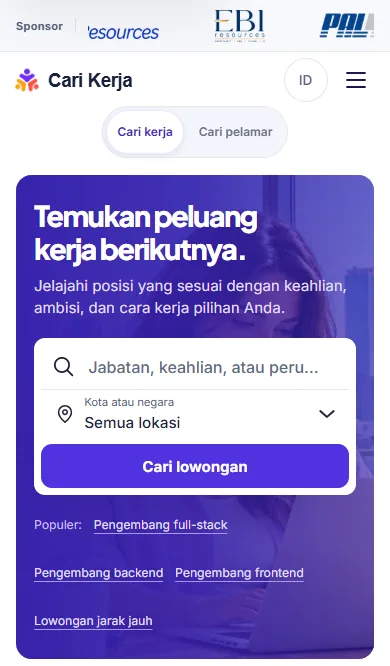 Sponsor
resources
EBI
resources
PAL
Cari Kerja
ID
Cari kerja
Cari pelamar
Temukan peluang
kerja berikutnya.
Jelajahi posisi yang sesuai dengan keahlian,
ambisi, dan cara kerja pilihan Anda.
Jabatan, keahlian, atau peru...
Kota atau negara
Semua lokasi
Cari lowongan
Populer: Pengembang full-stack
Pengembang backend Pengembang frontend
Lowongan jarak jauh